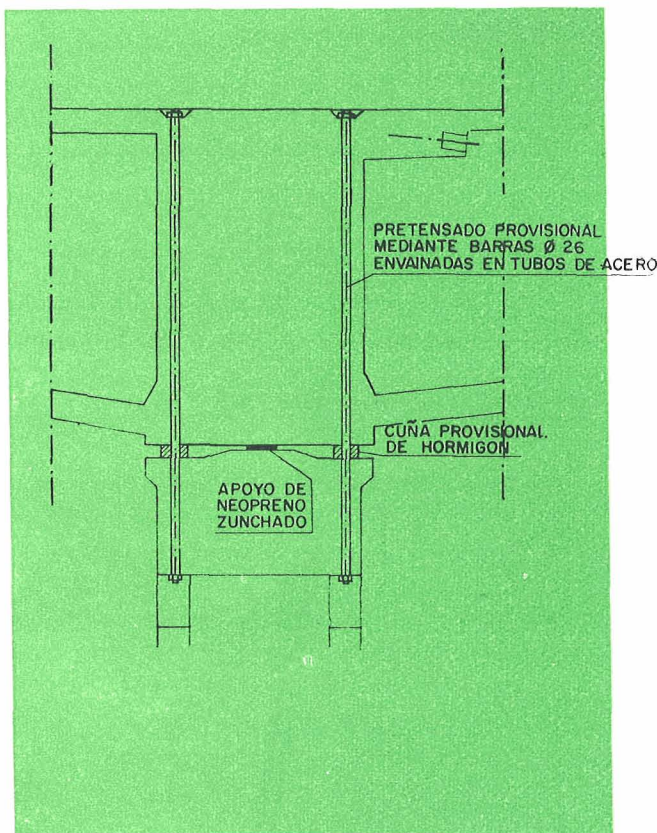 PRETENSADO PROVISIONAL
MEDIANTE BARRAS Ø 26
ENVAINADAS EN TUBOS DE ACERO
CUÑA PROVISIONAL.
DE HORMIGON
APOYO DE
NEOPRENO
ZUNCHADO